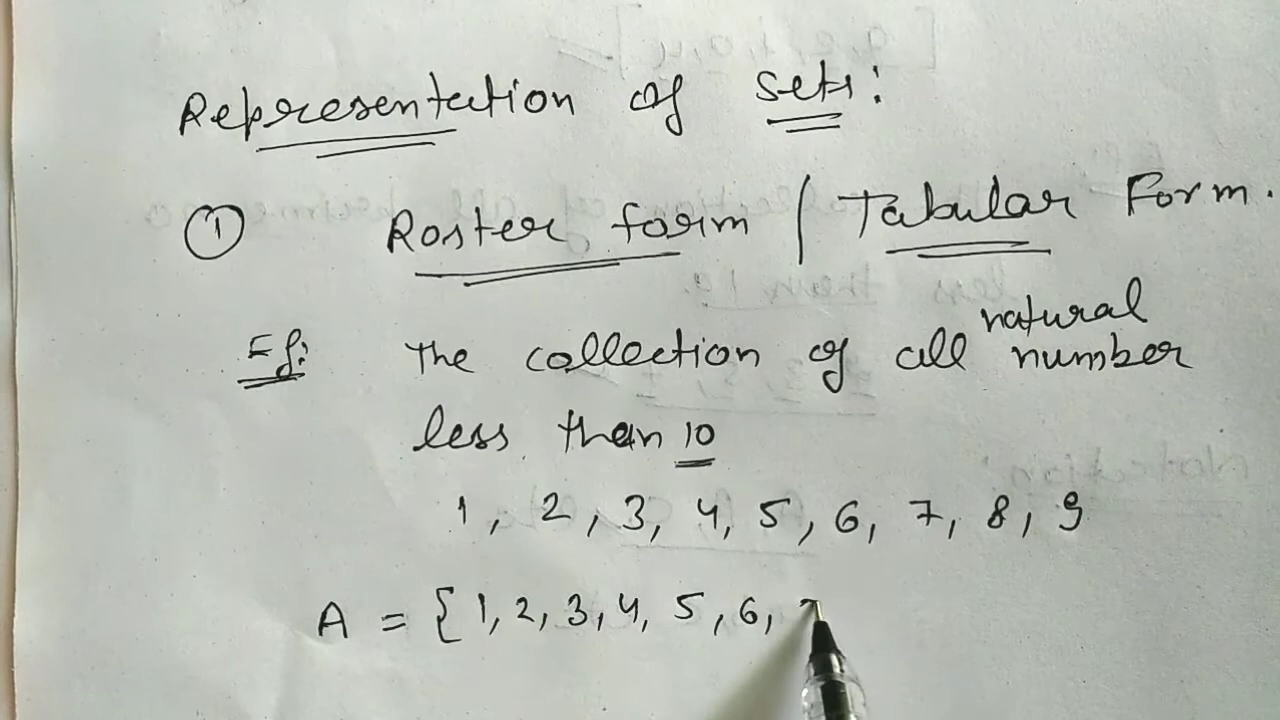 Representation of sets:
① Roster form / Tabular Form.
Eg: The collection of all natural number
less than 10
1, 2, 3, 4, 5, 6, 7, 8, 9
A = { 1, 2, 3, 4, 5, 6, 7